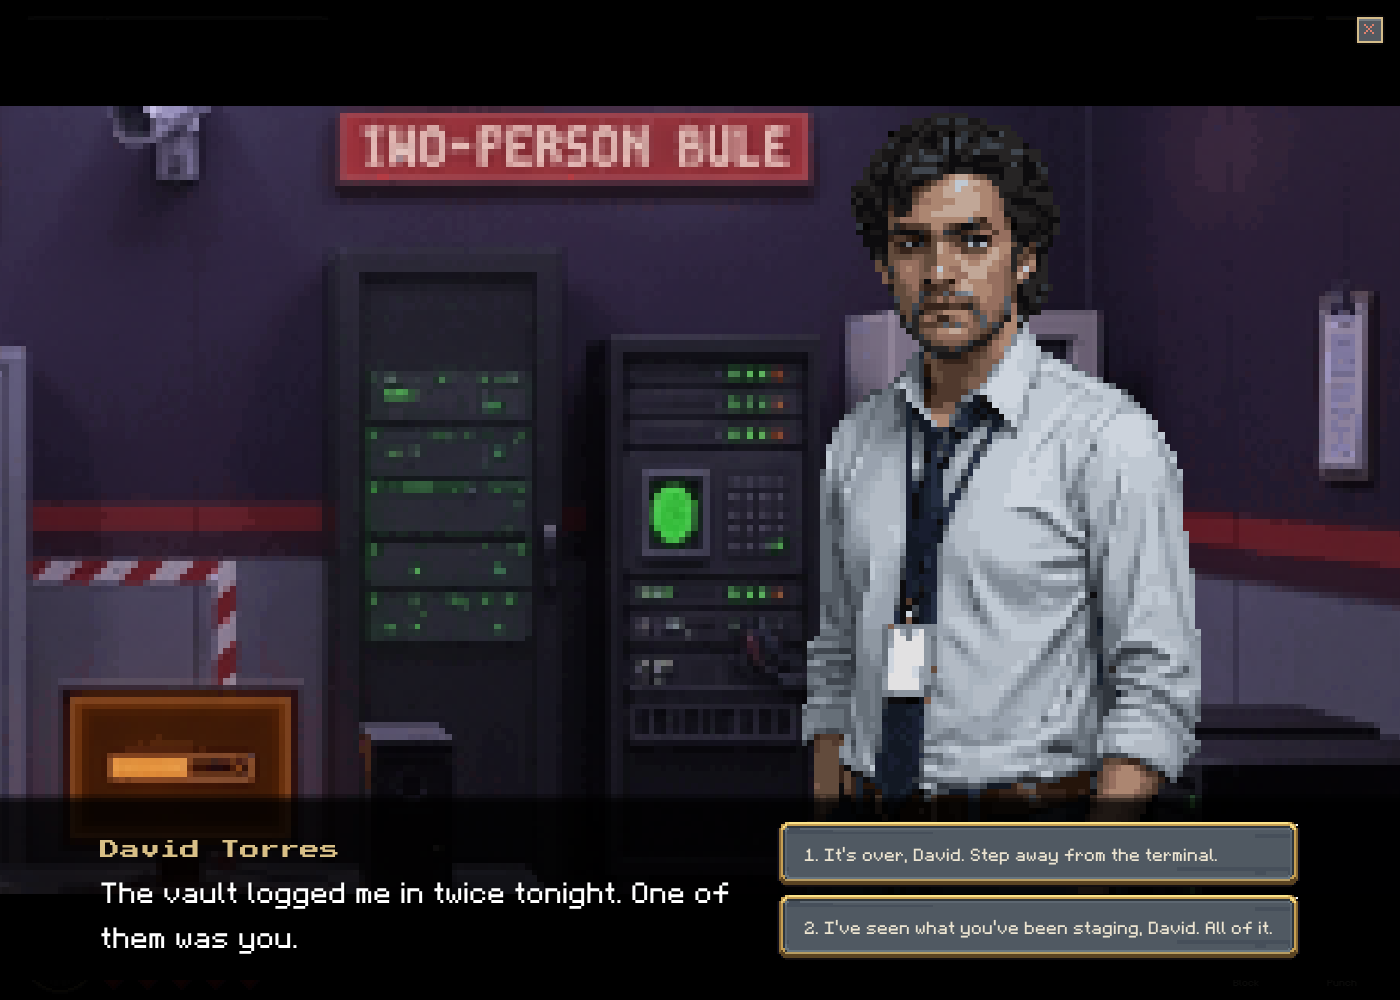 TWO-PERSON BULE
David Torres
The vault logged me in twice tonight. One of
them was you.
1. It's over, David. Step away from the terminal.
2. I've seen what you've been staging, David. All of it.